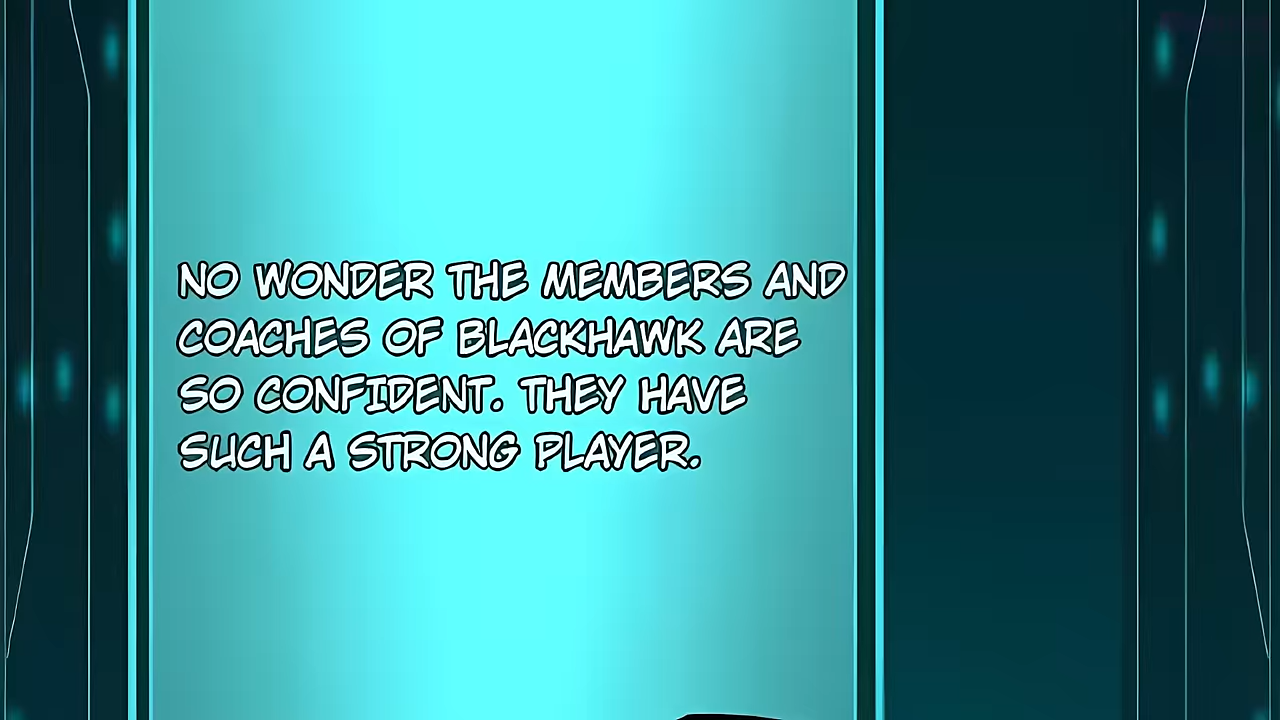 NO WONDER THE MEMBERS AND
COACHES OF BLACKHAWK ARE
SO CONFIDENT. THEY HAVE
SUCH A STRONG PLAYER.